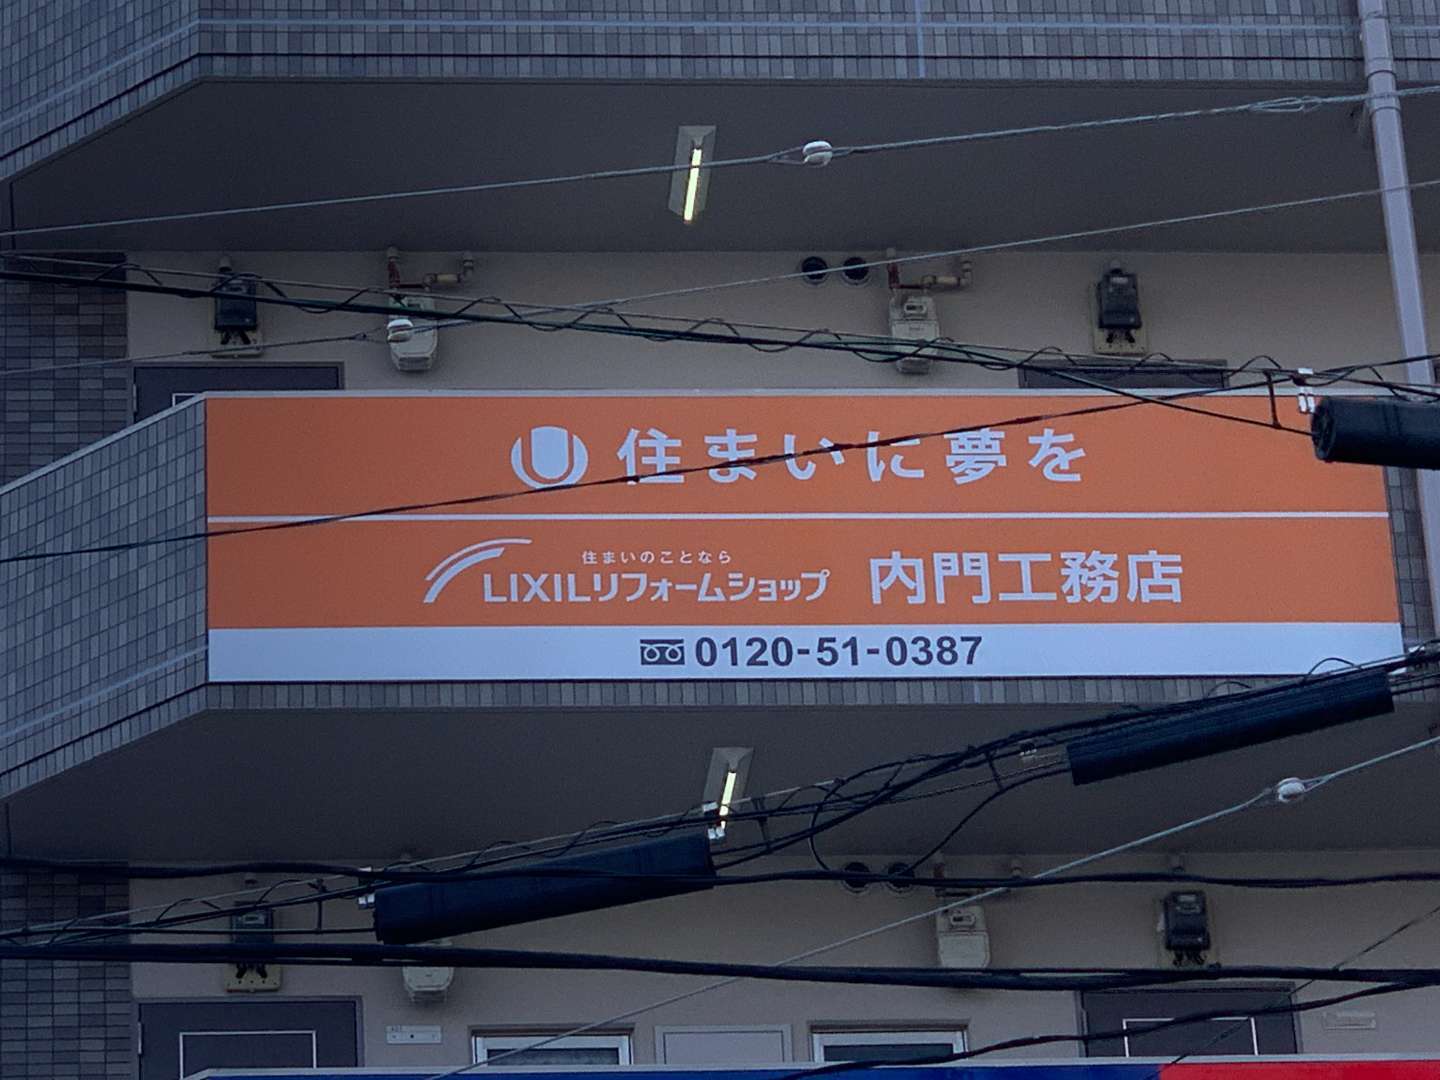 住まいに夢を
住まいのことなら
LIXILリフォームショップ 内門工務店
0120-51-0387